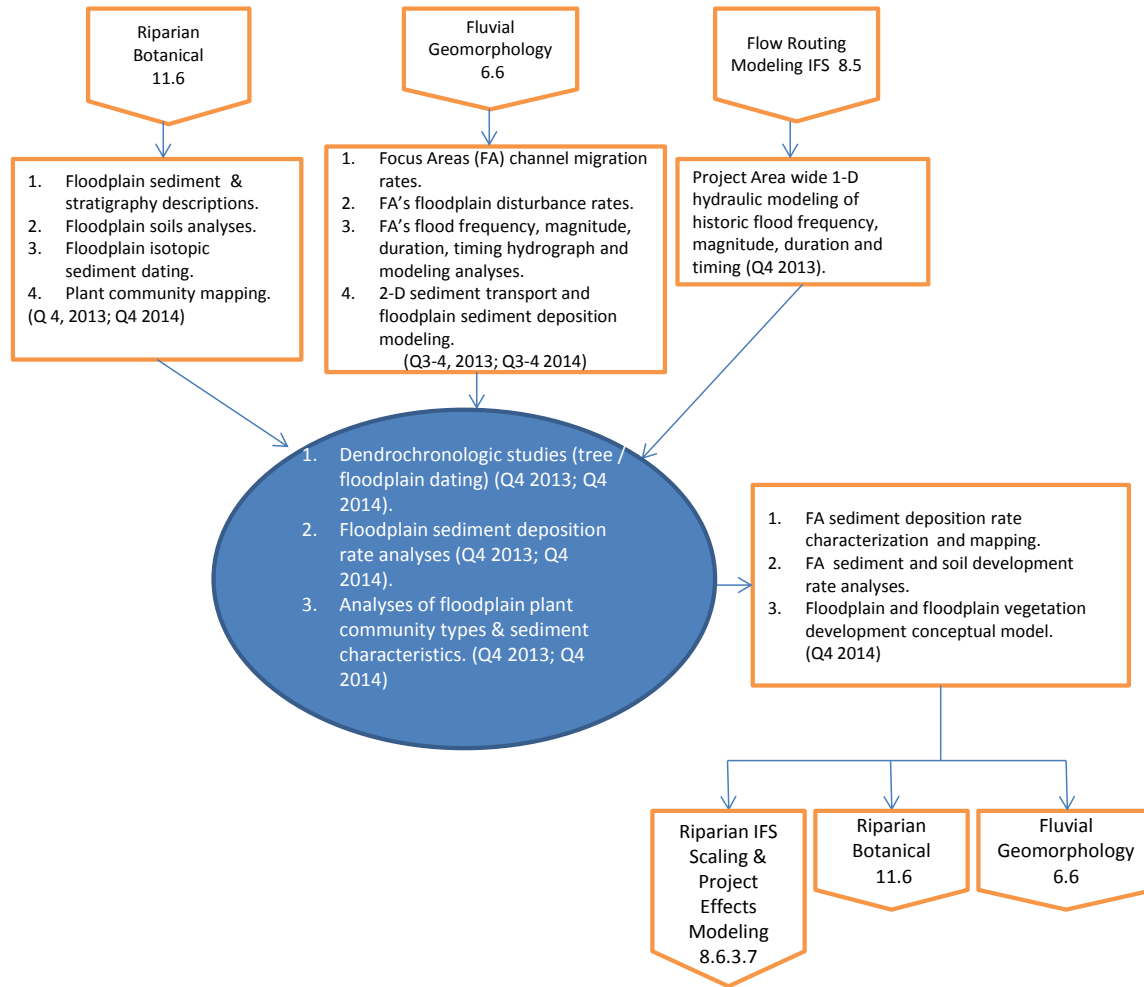 Riparian
Botanical
11.6
Fluvial
Geomorphology
6.6
Flow Routing
Modeling IFS 8.5
1. Floodplain sediment &
stratigraphy descriptions.
2. Floodplain soils analyses.
3. Floodplain isotopic
sediment dating.
4. Plant community mapping.
(Q 4, 2013; Q4 2014)
1. Focus Areas (FA) channel migration
rates.
2. FA's floodplain disturbance rates.
3. FA's flood frequency, magnitude,
duration, timing hydrograph and
modeling analyses.
4. 2-D sediment transport and
floodplain sediment deposition
modeling.
(Q3-4, 2013; Q3-4 2014)
Project Area wide 1-D
hydraulic modeling of
historic flood frequency,
magnitude, duration and
timing (Q4 2013).
1. Dendrochronologic studies (tree /
floodplain dating) (Q4 2013; Q4
2014).
2. Floodplain sediment deposition
rate analyses (Q4 2013; Q4
2014).
3. Analyses of floodplain plant
community types & sediment
characteristics. (Q4 2013; Q4
2014)
1. FA sediment deposition rate
characterization and mapping.
2. FA sediment and soil development
rate analyses.
3. Floodplain and floodplain vegetation
development conceptual model.
(Q4 2014)
Riparian IFS
Scaling &
Project
Effects
Modeling
8.6.3.7
Riparian
Botanical
11.6
Fluvial
Geomorphology
6.6